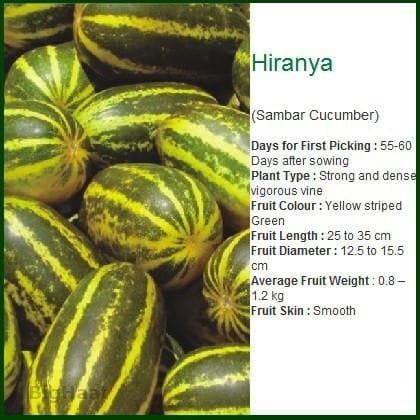 Hiranya
(Sambar Cucumber)
Days for First Picking : 55-60
Days after sowing
Plant Type : Strong and dense
vigorous vine
Fruit Colour : Yellow striped
Green
Fruit Length : 25 to 35 cm
Fruit Diameter : 12.5 to 15.5
cm
Average Fruit Weight : 0.8 –
1.2 kg
Fruit Skin : Smooth
BigHaat